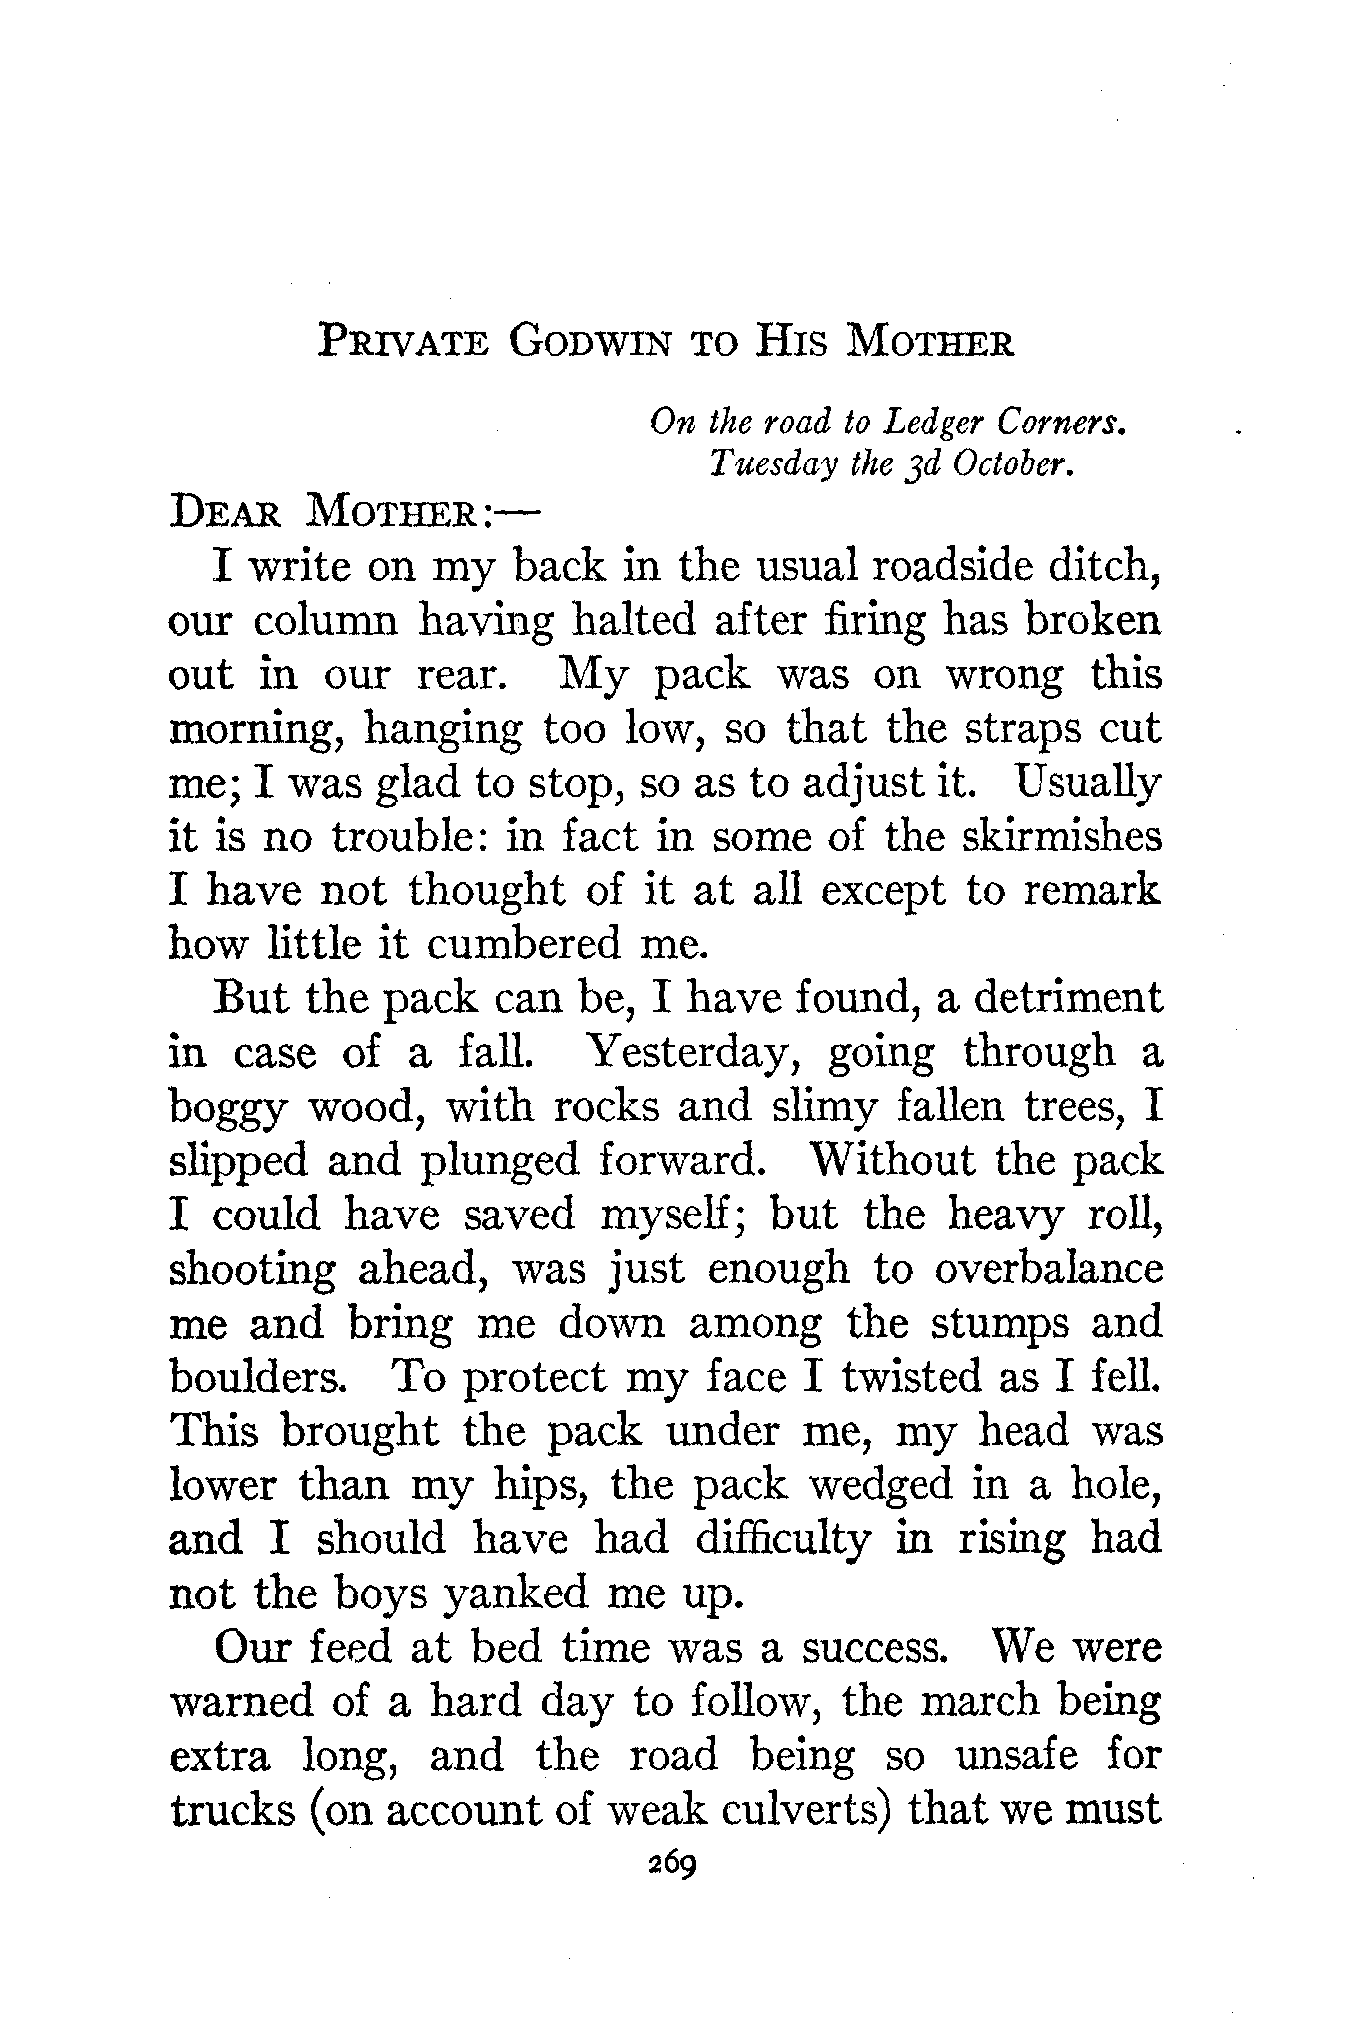 PRIVATE GODWIN TO HIS MOTHER
On the road to Ledger Corners.
Tuesday the 3d October.
DEAR MOTHER:—
I write on my back in the usual roadside ditch,
our column having halted after firing has broken
out in our rear. My pack was on wrong this
morning, hanging too low, so that the straps cut
me; I was glad to stop, so as to adjust it. Usually
it is no trouble: in fact in some of the skirmishes
I have not thought of it at all except to remark
how little it cumbered me.
But the pack can be, I have found, a detriment
in case of a fall. Yesterday, going through a
boggy wood, with rocks and slimy fallen trees, I
slipped and plunged forward. Without the pack
I could have saved myself; but the heavy roll,
shooting ahead, was just enough to overbalance
me and bring me down among the stumps and
boulders. To protect my face I twisted as I fell.
This brought the pack under me, my head was
lower than my hips, the pack wedged in a hole,
and I should have had difficulty in rising had
not the boys yanked me up.
Our feed at bed time was a success. We were
warned of a hard day to follow, the march being
extra long, and the road being so unsafe for
trucks (on account of weak culverts) that we must
269